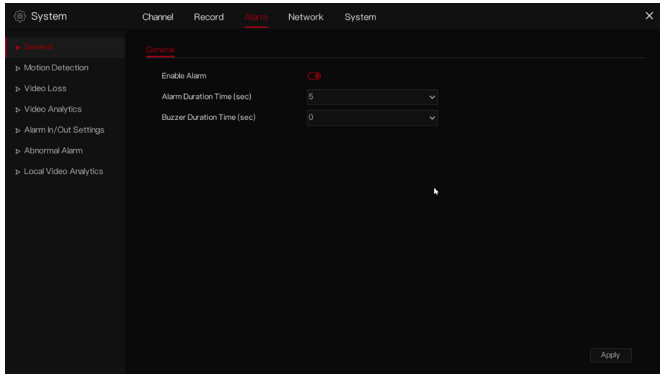 System
Channel Record Alarm Network System
General
Motion Detection
Video Loss
Video Analytics
Alarm In/Out Settings
Abnormal Alarm
Local Video Analytics
General
Enable Alarm
Alarm Duration Time (sec) 5
Buzzer Duration Time (sec) 0
Apply